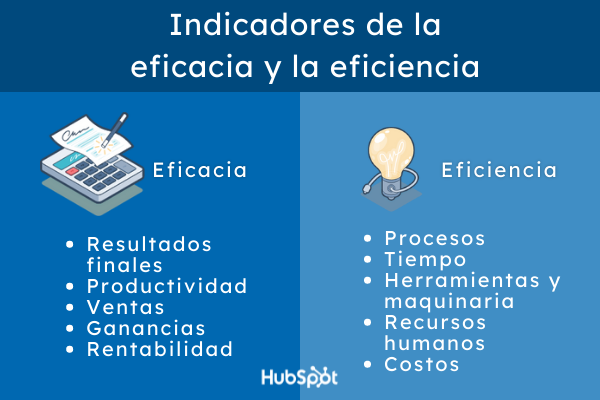 Indicadores de la
eficacia y la eficiencia
Eficacia
• Resultados
finales
• Productividad
• Ventas
• Ganancias
• Rentabilidad
Eficiencia
• Procesos
• Tiempo
• Herramientas y
maquinaria
• Recursos
humanos
• Costos
HubSpot